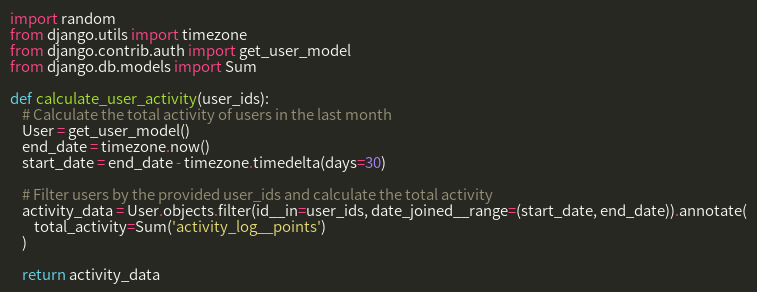 import random
from django.utils import timezone
from django.contrib.auth import get_user_model
from django.db.models import Sum

def calculate_user_activity(user_ids):
    # Calculate the total activity of users in the last month
    User = get_user_model()
    end_date = timezone.now()
    start_date = end_date - timezone.timedelta(days=30)

    # Filter users by the provided user_ids and calculate the total activity
    activity_data = User.objects.filter(id__in=user_ids, date_joined__range=(start_date, end_date)).annotate(
        total_activity=Sum('activity_log__points')
    )

    return activity_data